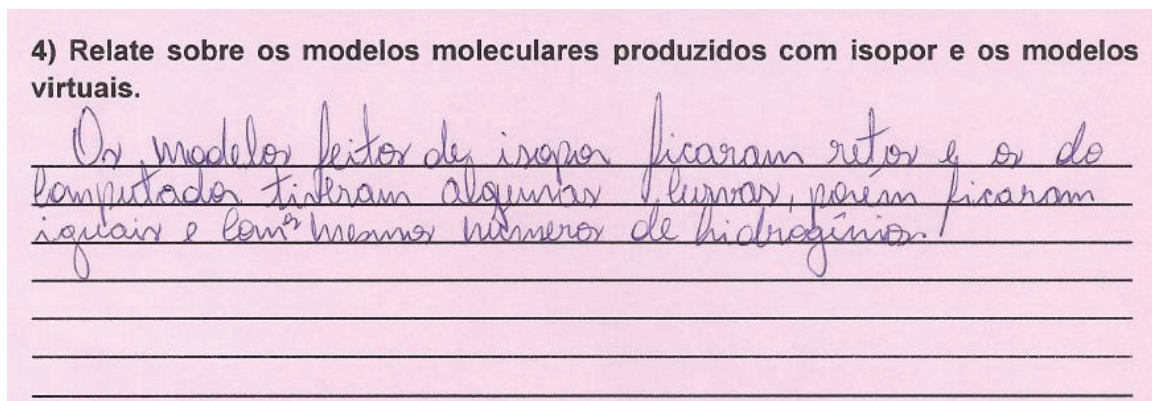 4) Relate sobre os modelos moleculares produzidos com isopor e os modelos
virtuais.
Os modelos feitos de isopor ficaram retos e os do
computador tiveram algumas curvas, porém ficaram
iguais e com os mesmos números de hidrogênios.